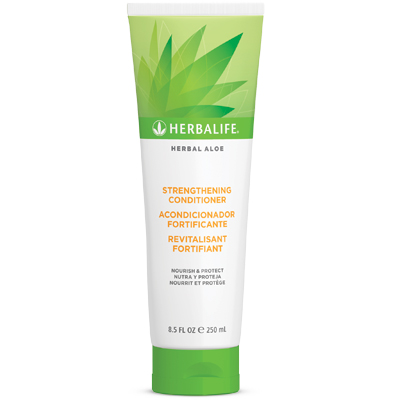 HERBALIFE
HERBAL ALOE
STRENGTHENING
CONDITIONER
ACONDICIONADOR
FORTIFICANTE
REVITALISANT
FORTIFIANT
NOURISH & PROTECT
NUTRA Y PROTEJA
NOURRIT ET PROTÈGE
8.5 FL OZ ℮ 250 mL